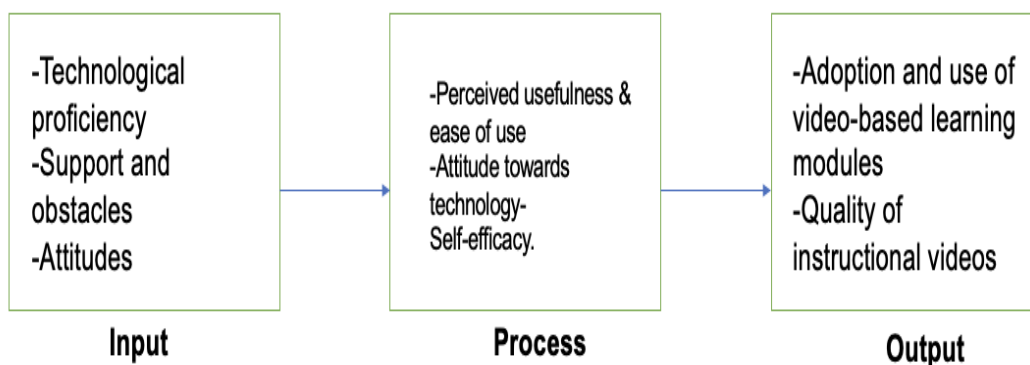 -Technological
proficiency
-Support and
obstacles
-Attitudes
Input
-Perceived usefulness &
ease of use
-Attitude towards
technology-
Self-efficacy.
Process
-Adoption and use of
video-based learning
modules
-Quality of
instructional videos
Output